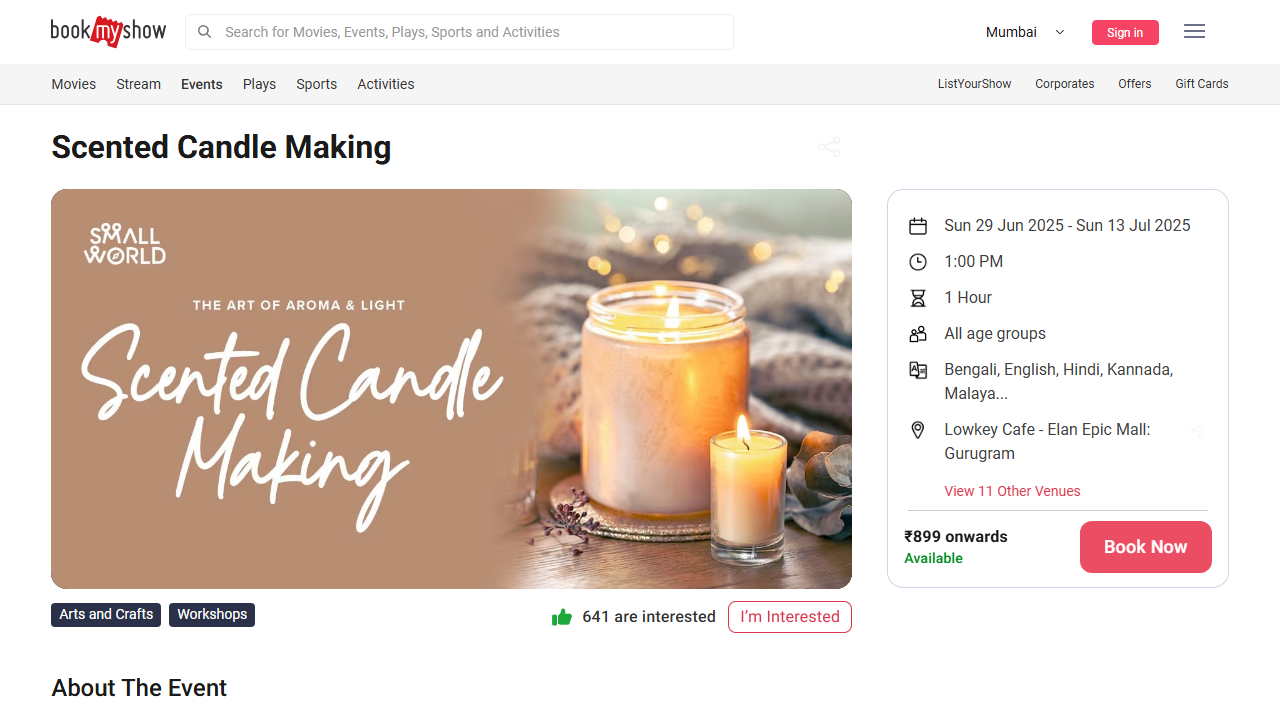 bookmyshow
Search for Movies, Events, Plays, Sports and Activities
Mumbai
Sign in
Movies Stream Events Plays Sports Activities
ListYourShow Corporates Offers Gift Cards
Scented Candle Making
SMALL
WORLD
THE ART OF AROMA & LIGHT
Scented Candle
Making
Sun 29 Jun 2025 - Sun 13 Jul 2025
1:00 PM
1 Hour
All age groups
Bengali, English, Hindi, Kannada,
Malaya...
Lowkey Cafe - Elan Epic Mall:
Gurugram
View 11 Other Venues
₹899 onwards
Available
Book Now
Arts and Crafts
Workshops
641 are interested
I'm Interested
About The Event